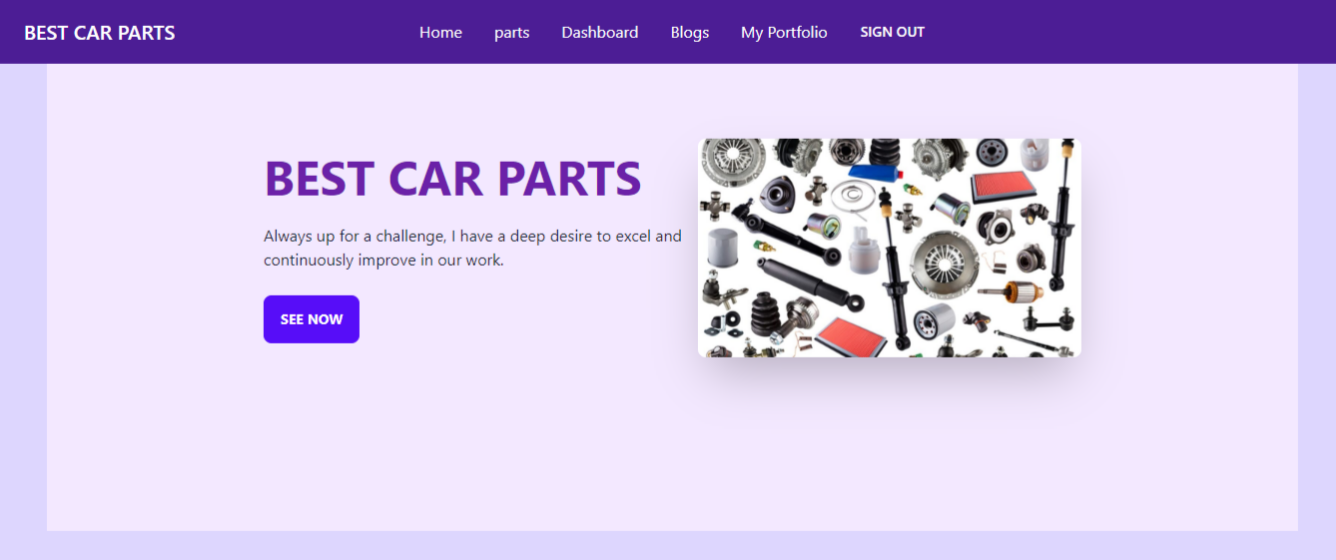 BEST CAR PARTS
Home
parts
Dashboard
Blogs
My Portfolio
SIGN OUT
BEST CAR PARTS
Always up for a challenge, I have a deep desire to excel and
continuously improve in our work.
SEE NOW